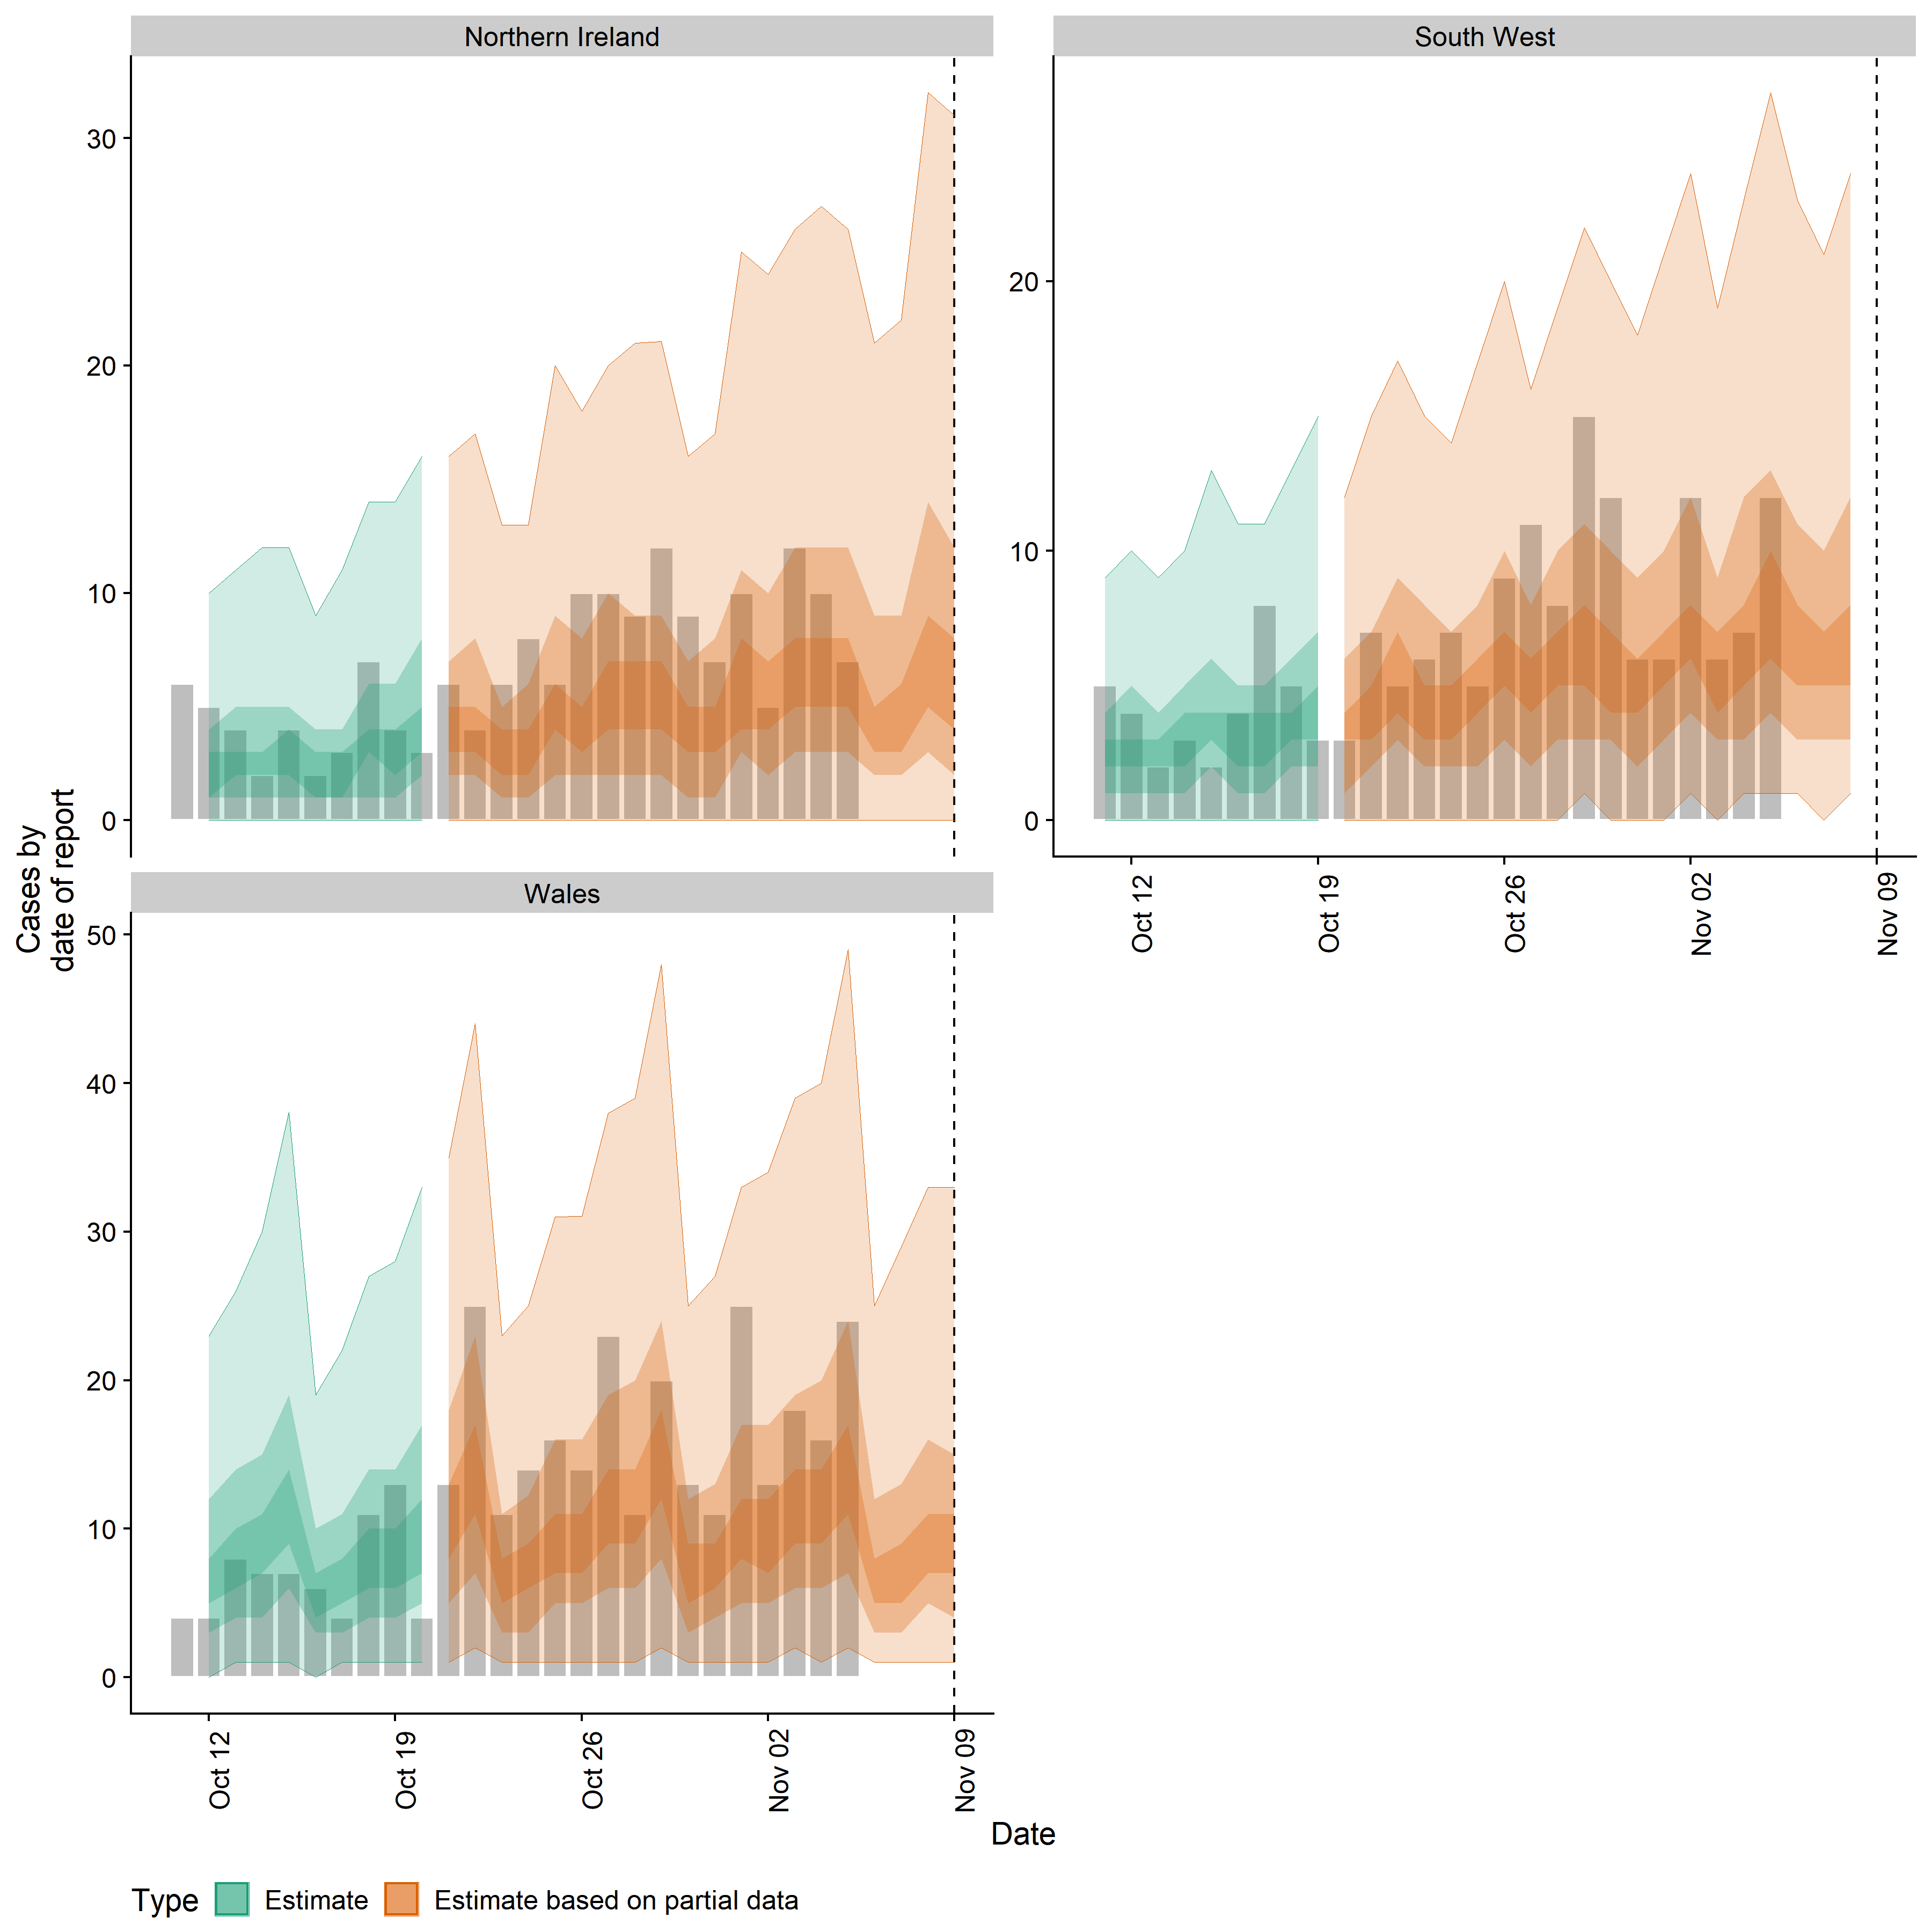 Northern Ireland
South West
30
20
10
0
20
10
0
Cases by
date of report
Oct 12
Oct 19
Oct 26
Nov 02
Nov 09
Wales
50
40
30
20
10
0
Oct 12
Oct 19
Oct 26
Nov 02
Nov 09
Date
Type Estimate Estimate based on partial data